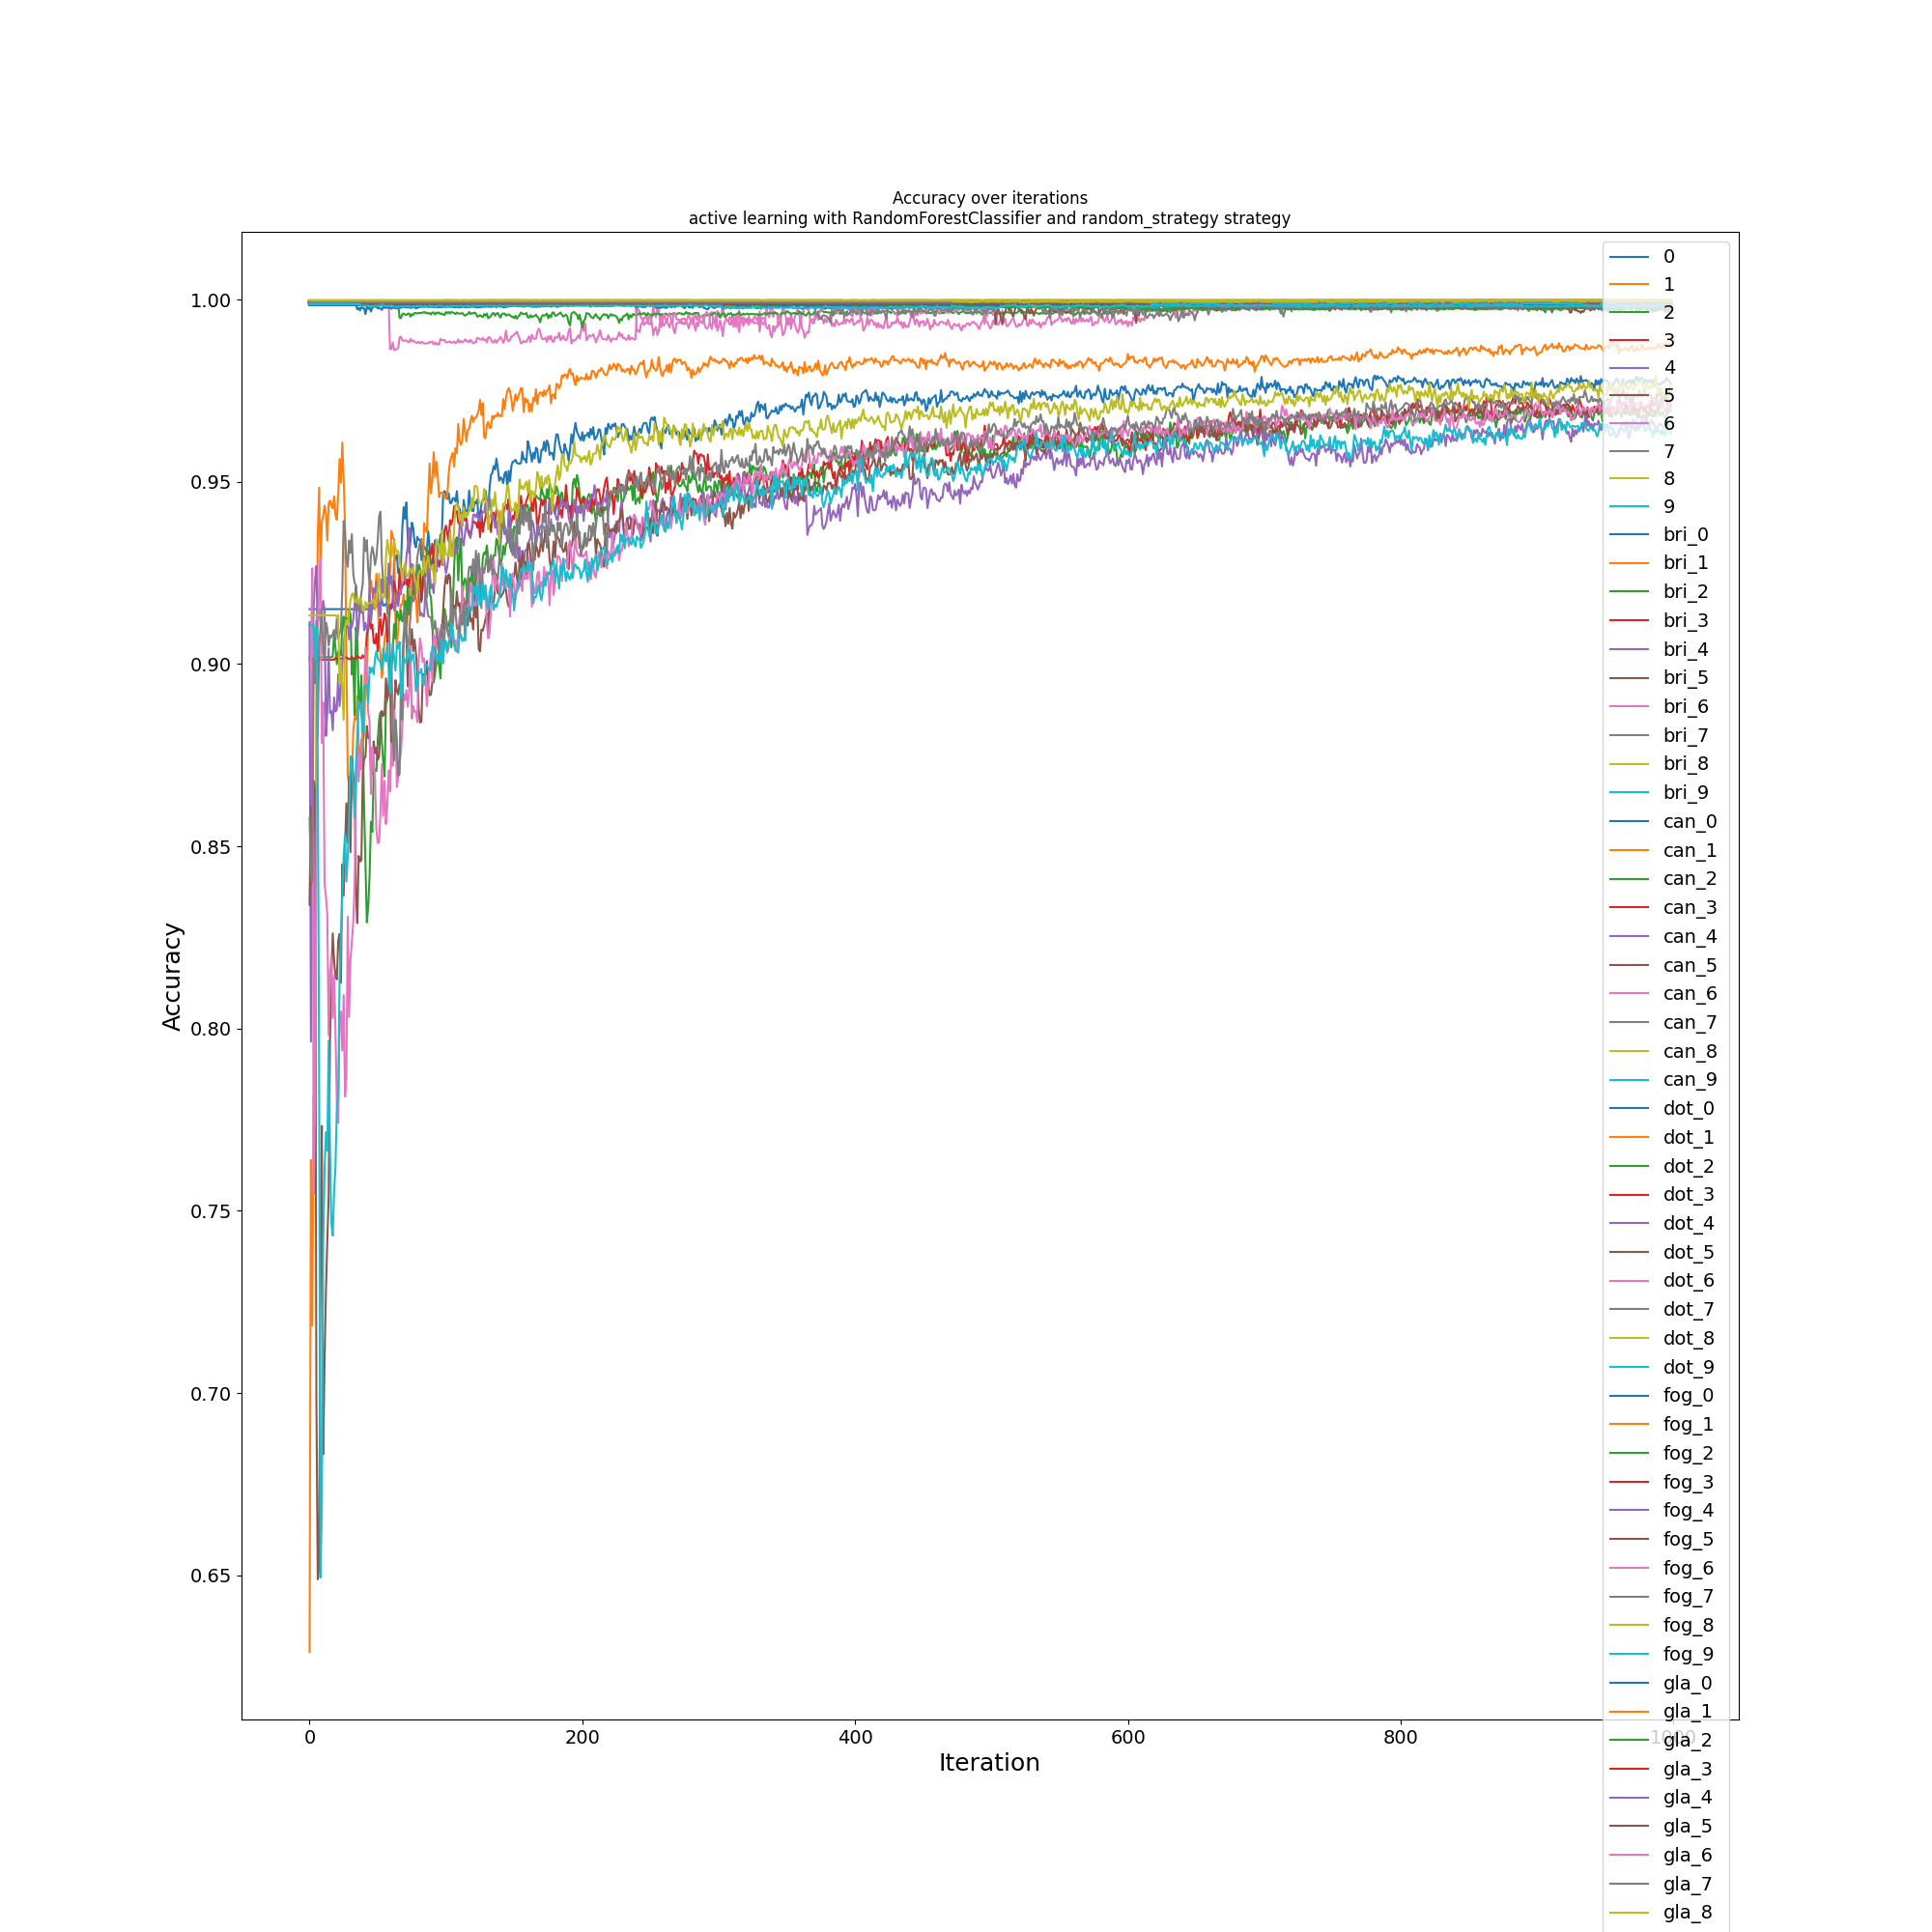 Accuracy over iterations
active learning with RandomForestClassifier and random_strategy strategy
1.00
0.95
0.90
0.85
0.80
0.75
0.70
0.65
Accuracy
0
200
400
600
800
1000
Iteration
0
1
2
3
4
5
6
7
8
9
bri_0
bri_1
bri_2
bri_3
bri_4
bri_5
bri_6
bri_7
bri_8
bri_9
can_0
can_1
can_2
can_3
can_4
can_5
can_6
can_7
can_8
can_9
dot_0
dot_1
dot_2
dot_3
dot_4
dot_5
dot_6
dot_7
dot_8
dot_9
fog_0
fog_1
fog_2
fog_3
fog_4
fog_5
fog_6
fog_7
fog_8
fog_9
gla_0
gla_1
gla_2
gla_3
gla_4
gla_5
gla_6
gla_7
gla_8